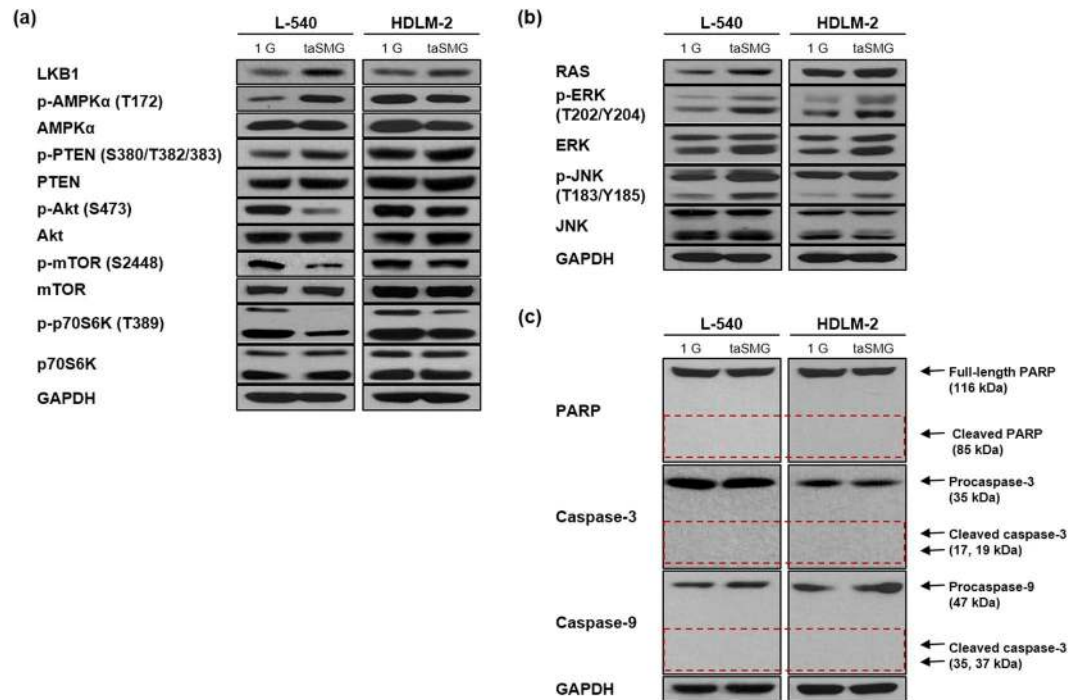 (a)
L-540 HDLM-2
1 G taSMG 1 G taSMG
LKB1
p-AMPKα (T172)
AMPKα
p-PTEN (S380/T382/383)
PTEN
p-Akt (S473)
Akt
p-mTOR (S2448)
mTOR
p-p70S6K (T389)
p70S6K
GAPDH
(b)
L-540 HDLM-2
1 G taSMG 1 G taSMG
RAS
p-ERK
(T202/Y204)
ERK
p-JNK
(T183/Y185)
JNK
GAPDH
(c)
L-540 HDLM-2
1 G taSMG 1 G taSMG
PARP
Full-length PARP
(116 kDa)
Cleaved PARP
(85 kDa)
Caspase-3
Procaspase-3
(35 kDa)
Cleaved caspase-3
(17, 19 kDa)
Caspase-9
Procaspase-9
(47 kDa)
Cleaved caspase-3
(35, 37 kDa)
GAPDH